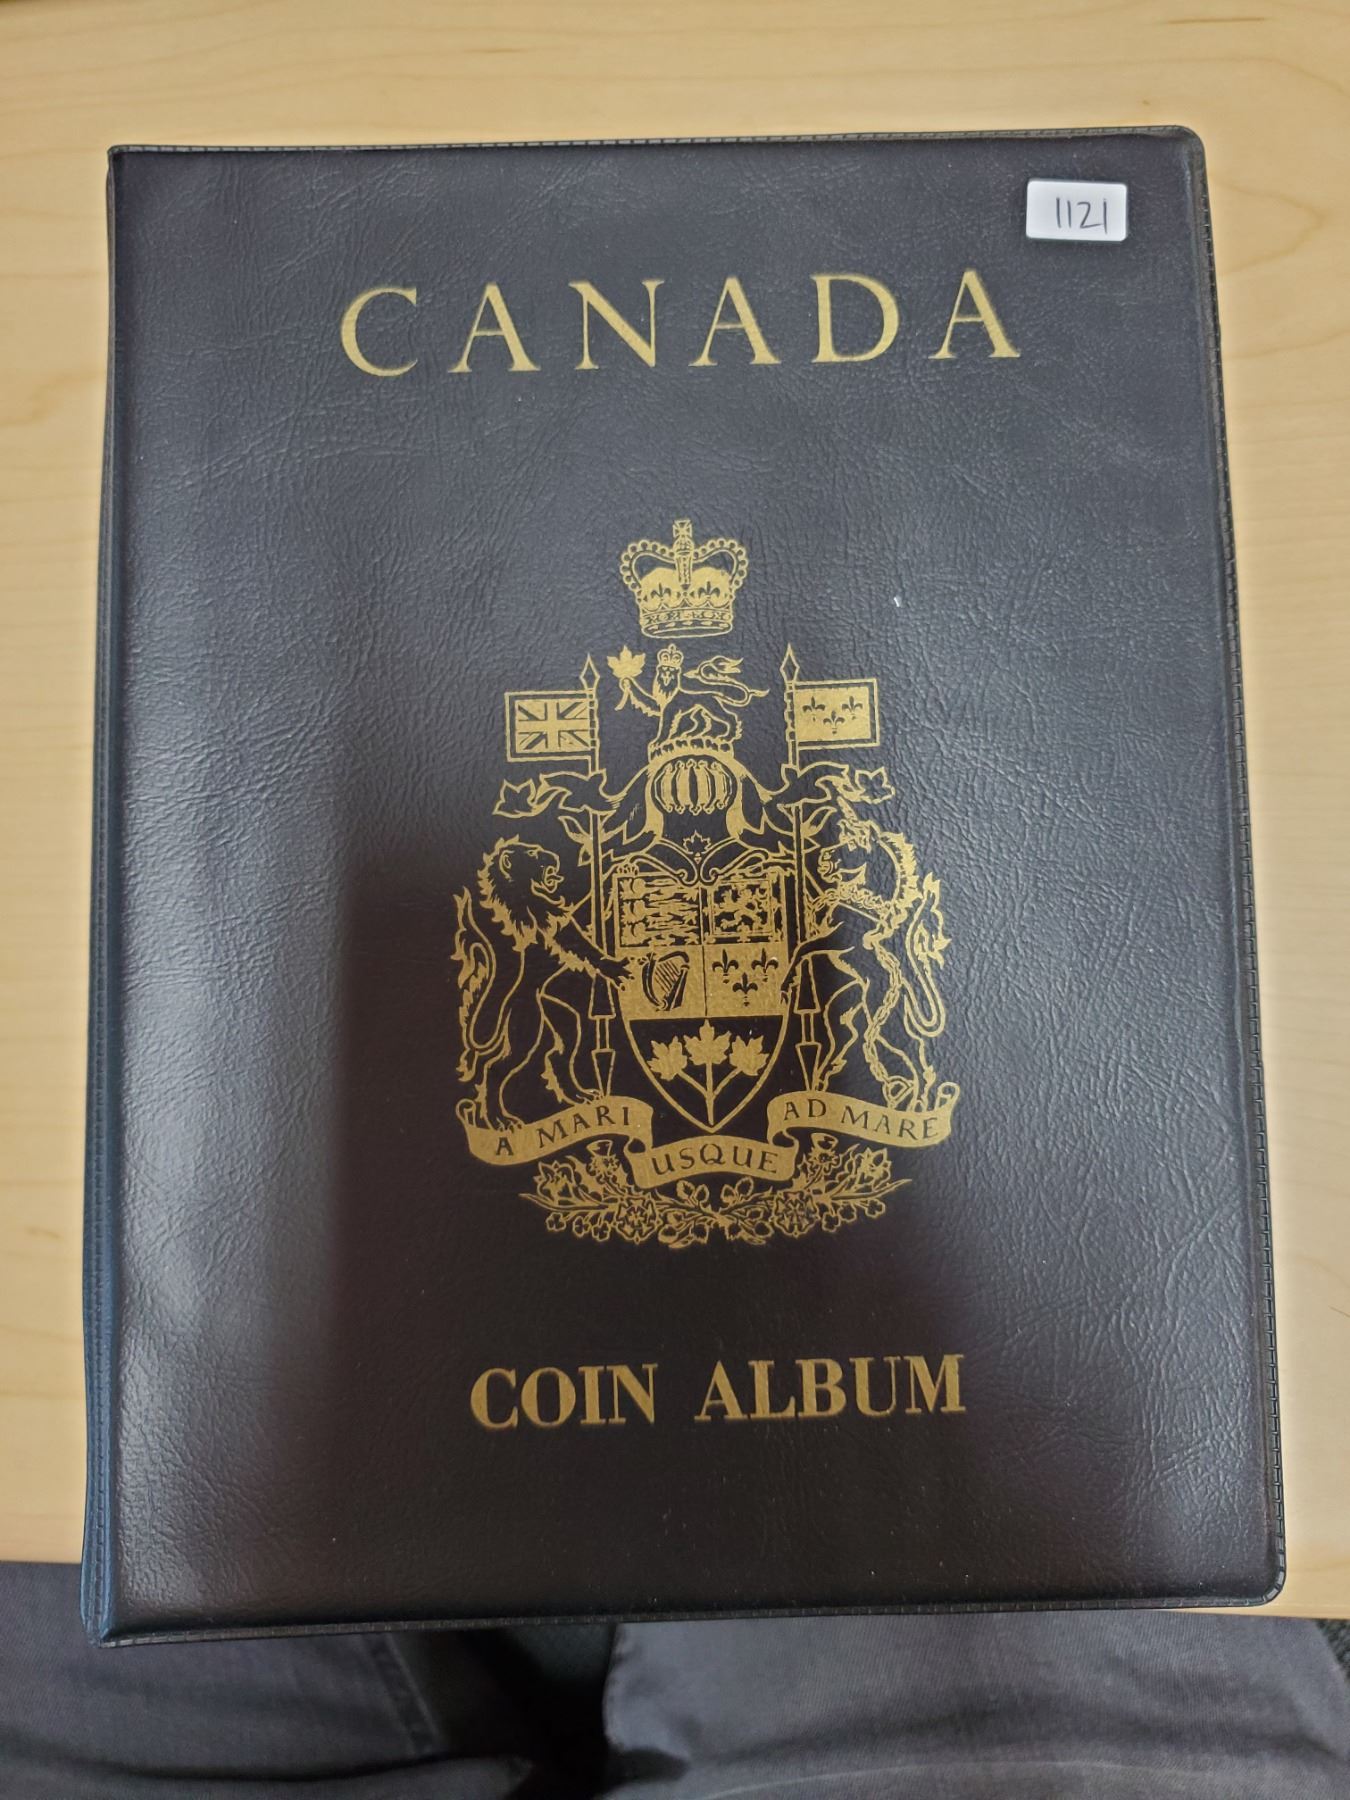 1121
CANADA
A MARI USQUE AD MARE
COIN ALBUM